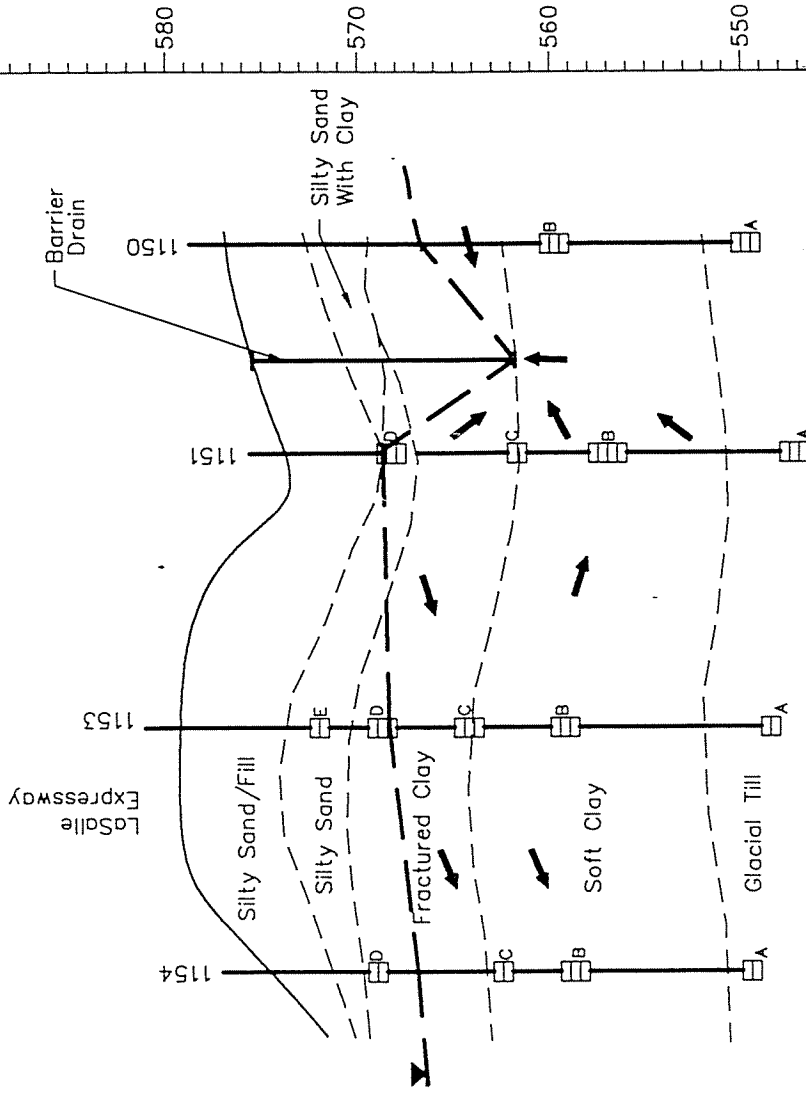 580
570
560
550
Barrier
Drain
Silty Sand
With Clay
1150
B
A
1151
D
C
B
A
1153
E
D
C
B
A
LaSalle
Expressway
Silty Sand/Fill
Silty Sand
Fractured Clay
Soft Clay
Glacial Till
1154
D
C
B
A